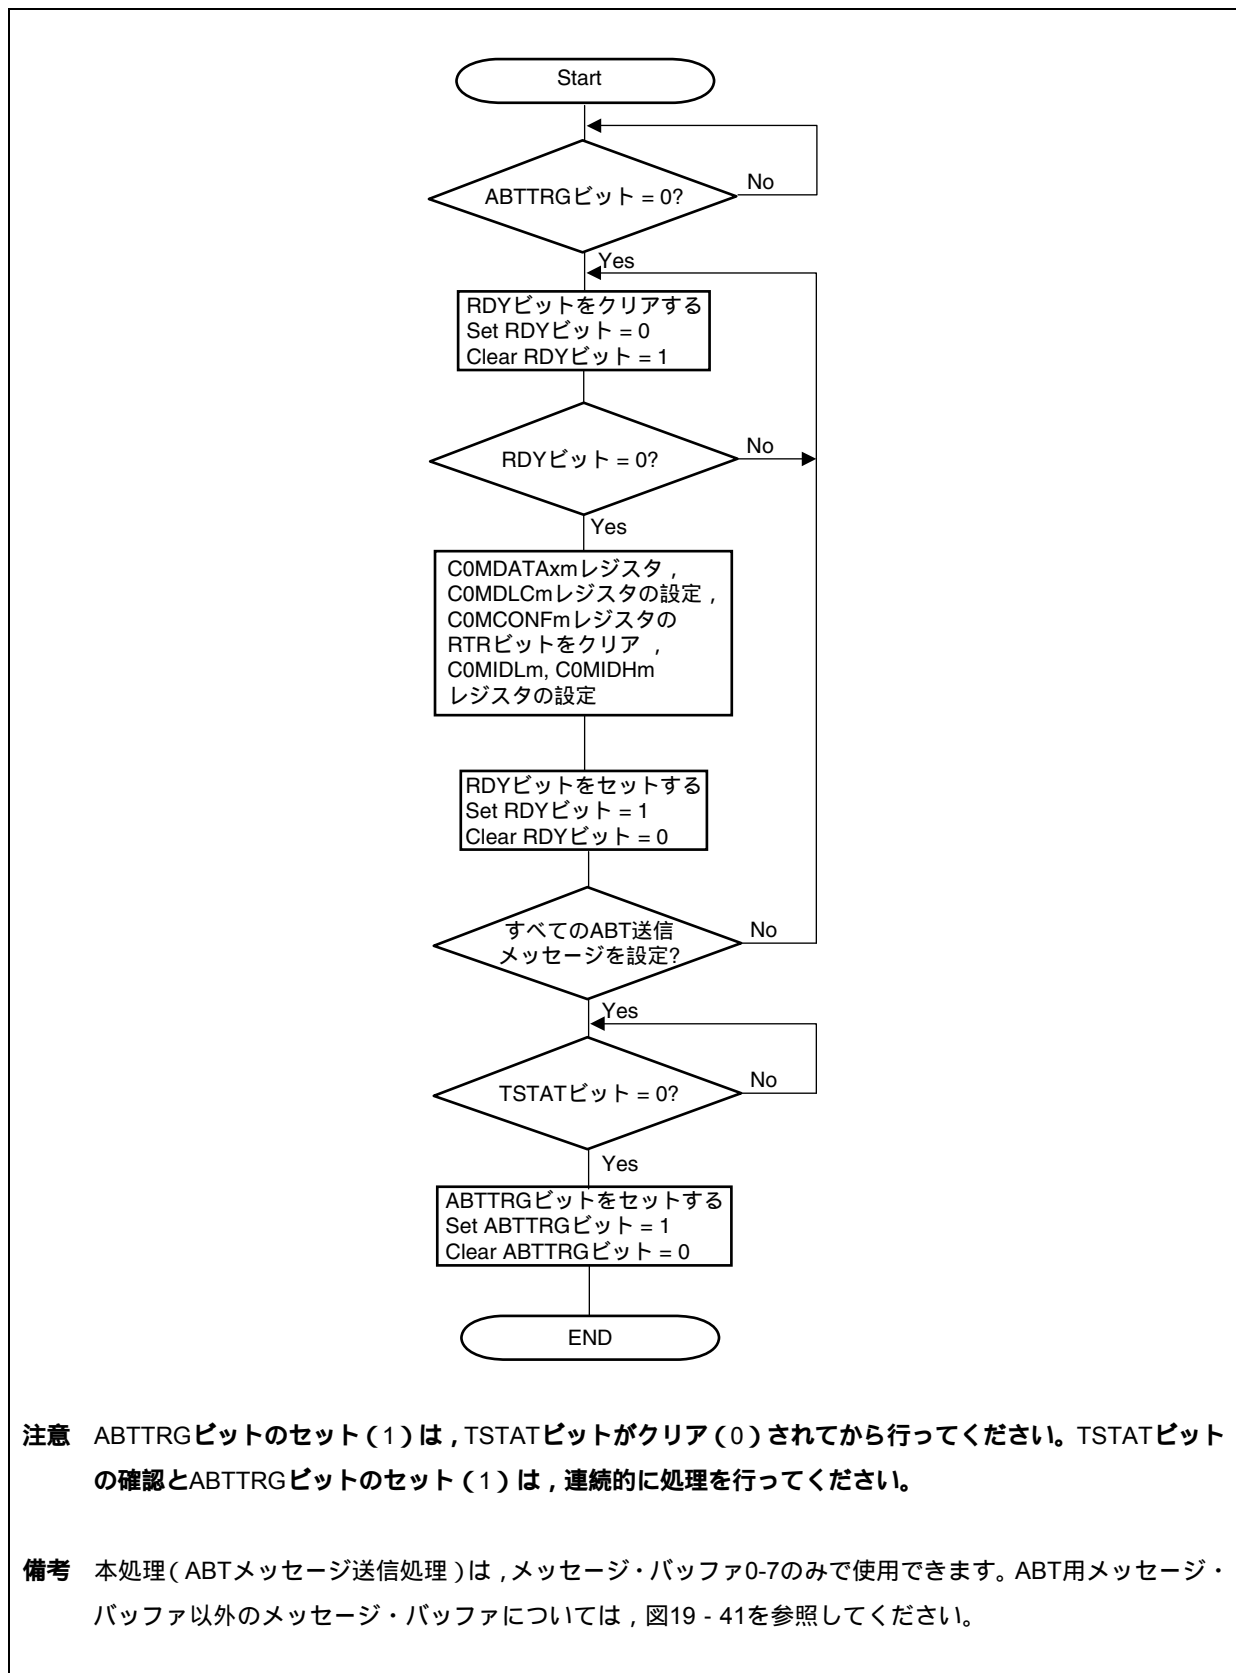 Start
ABTTRGビット = 0?
No
Yes
RDYビットをクリアする
Set RDYビット = 0
Clear RDYビット = 1
RDYビット = 0?
No
Yes
C0MDATAxmレジスタ，
C0MDLCmレジスタの設定，
C0MCONFmレジスタの
RTRビットをクリア ，
C0MIDLm, C0MIDHm
レジスタの設定
RDYビットをセットする
Set RDYビット = 1
Clear RDYビット = 0
すべてのABT送信
メッセージを設定?
No
Yes
TSTATビット = 0?
No
Yes
ABTTRGビットをセットする
Set ABTTRGビット = 1
Clear ABTTRGビット = 0
END
注意 ABTTRGビットのセット（1）は，TSTATビットがクリア（0）されてから行ってください。TSTATビット
の確認とABTTRGビットのセット（1）は，連続的に処理を行ってください。
備考 本処理（ABTメッセージ送信処理）は，メッセージ・バッファ0-7のみで使用できます。ABT用メッセージ・
バッファ以外のメッセージ・バッファについては，図19 - 41を参照してください。